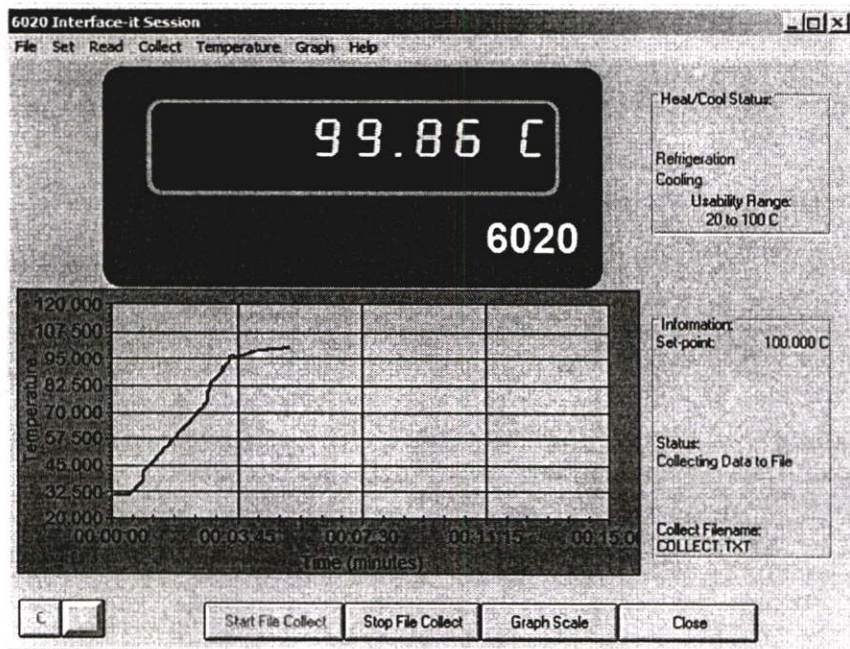 6020 Interface-it Session
File Set Read Collect Temperature Graph Help
99.86 C
6020
Heat/Cool Status:
Refrigeration
Cooling
Usability Range:
20 to 100 C
120.000
107.500
95.000
82.500
70.000
57.500
45.000
32.500
20.000
Temperature
00:00:00 00:03:45 00:07:30 00:11:15 00:15:00
Time (minutes)
Information:
Set-point: 100.000 C
Status:
Collecting Data to File
Collect Filename:
COLLECT.TXT
C
Start File Collect Stop File Collect Graph Scale Close